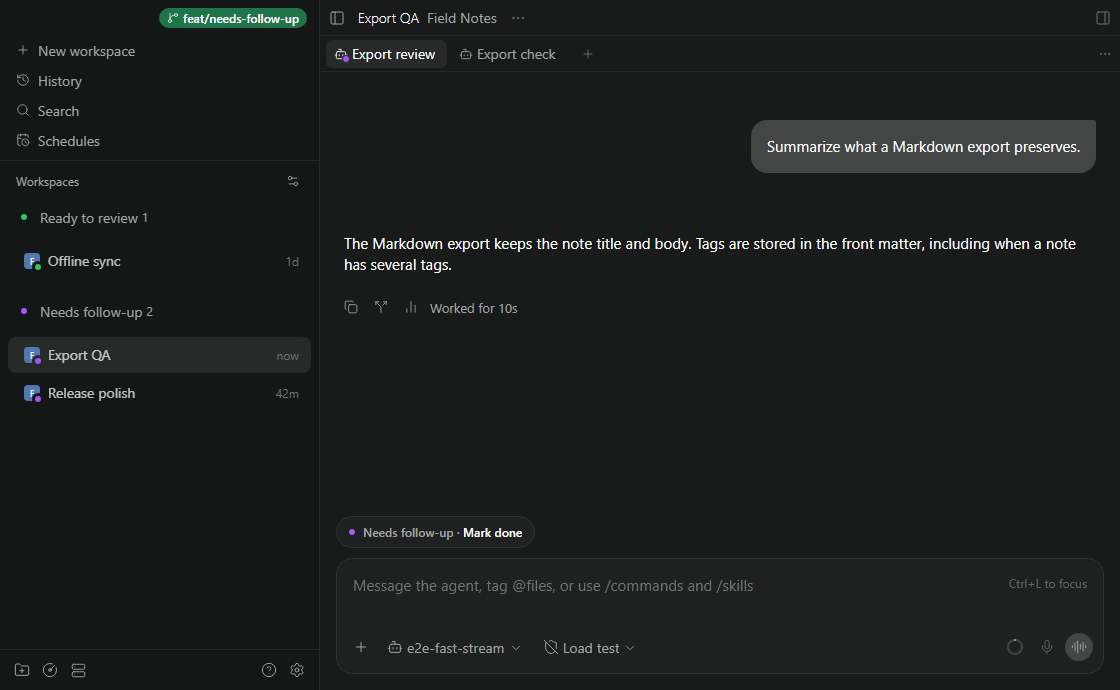 feat/needs-follow-up
New workspace
History
Search
Schedules
Workspaces
Ready to review 1
F Offline sync 1d
Needs follow-up 2
F Export QA now
F Release polish 42m
Export QA Field Notes ···
Export review Export check
Summarize what a Markdown export preserves.
The Markdown export keeps the note title and body. Tags are stored in the front matter, including when a note
has several tags.
Worked for 10s
Needs follow-up · Mark done
Message the agent, tag @files, or use /commands and /skills Ctrl+L to focus
e2e-fast-stream Load test